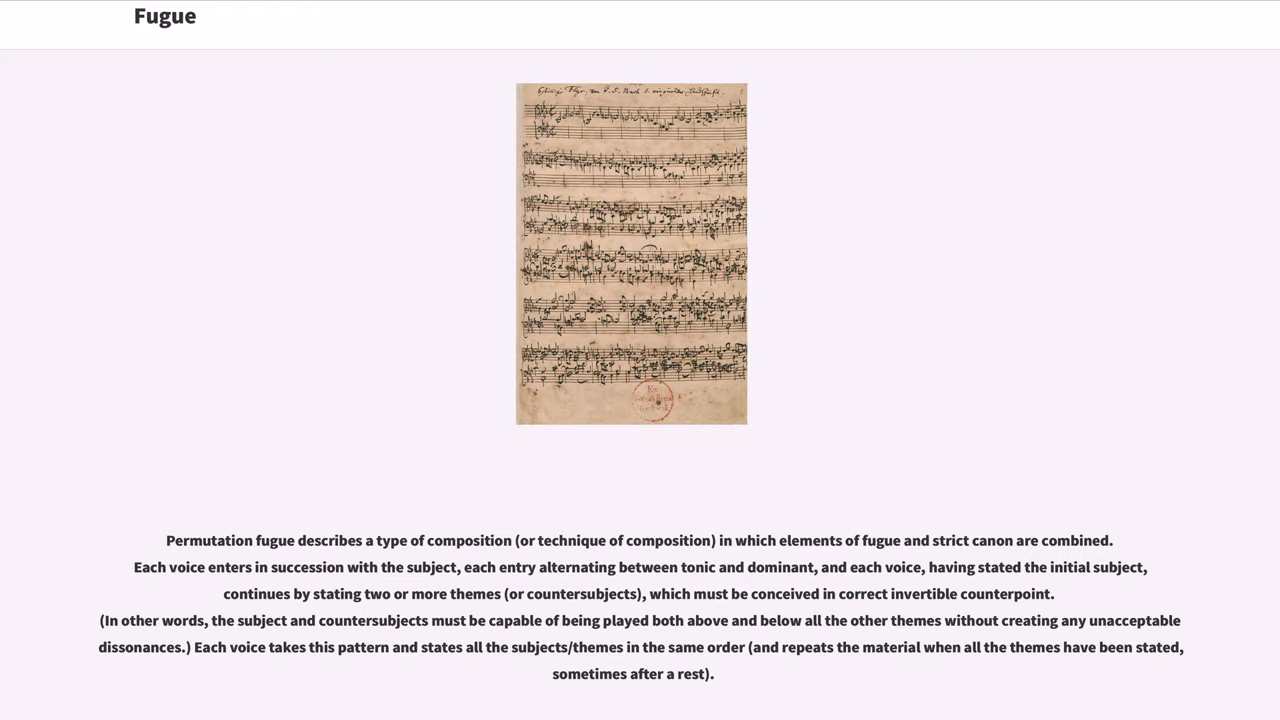 Fugue
Permutation fugue describes a type of composition (or technique of composition) in which elements of fugue and strict canon are combined.
Each voice enters in succession with the subject, each entry alternating between tonic and dominant, and each voice, having stated the initial subject,
continues by stating two or more themes (or countersubjects), which must be conceived in correct invertible counterpoint.
(In other words, the subject and countersubjects must be capable of being played both above and below all the other themes without creating any unacceptable
dissonances.) Each voice takes this pattern and states all the subjects/themes in the same order (and repeats the material when all the themes have been stated,
sometimes after a rest).